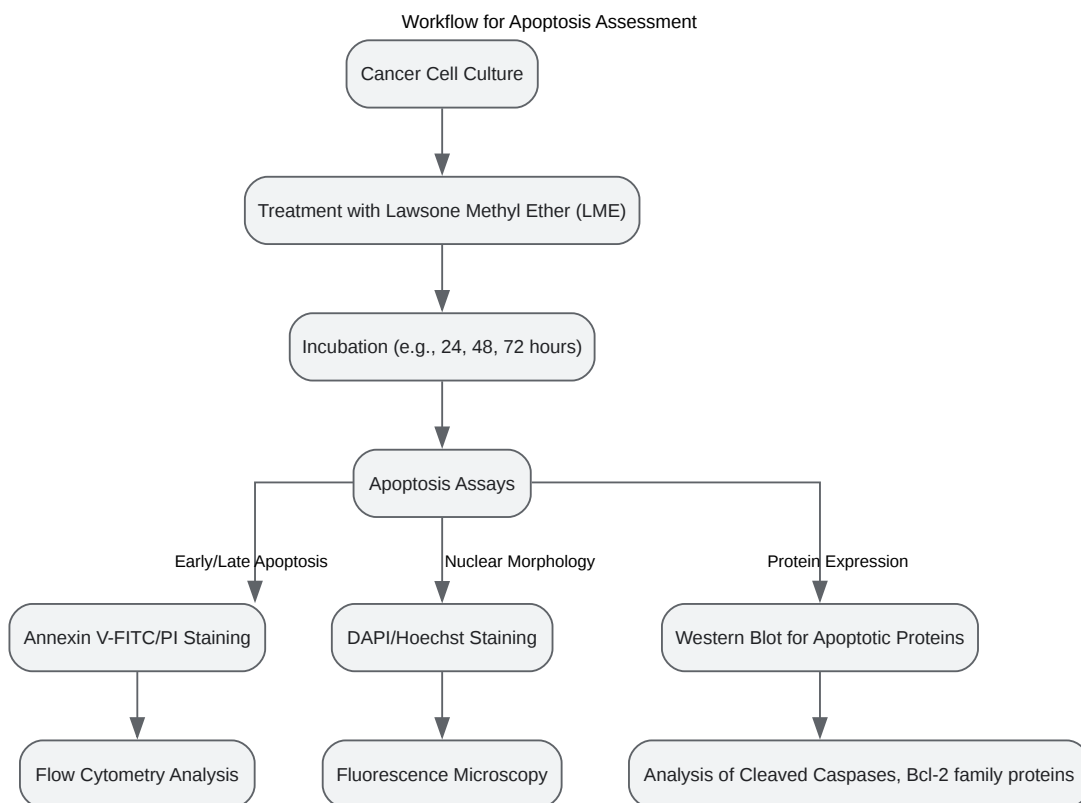 Workflow for Apoptosis Assessment
Cancer Cell Culture
Treatment with Lawsone Methyl Ether (LME)
Incubation (e.g., 24, 48, 72 hours)
Apoptosis Assays
Early/Late Apoptosis
Nuclear Morphology
Protein Expression
Annexin V-FITC/PI Staining
DAPI/Hoechst Staining
Western Blot for Apoptotic Proteins
Flow Cytometry Analysis
Fluorescence Microscopy
Analysis of Cleaved Caspases, Bcl-2 family proteins